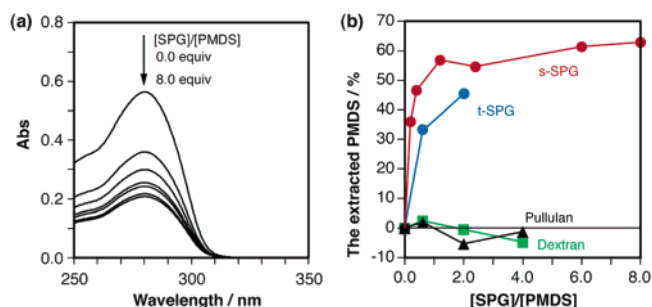 (a)
0.8
0.6
0.4
0.2
0.0
Abs
[SPG]/[PMDS]
0.0 equiv
8.0 equiv
250
300
350
Wavelength / nm
(b)
70
60
50
40
30
20
10
0
-10
The extracted PMDS / %
s-SPG
t-SPG
Pullulan
Dextran
0.0
2.0
4.0
6.0
8.0
[SPG]/[PMDS]